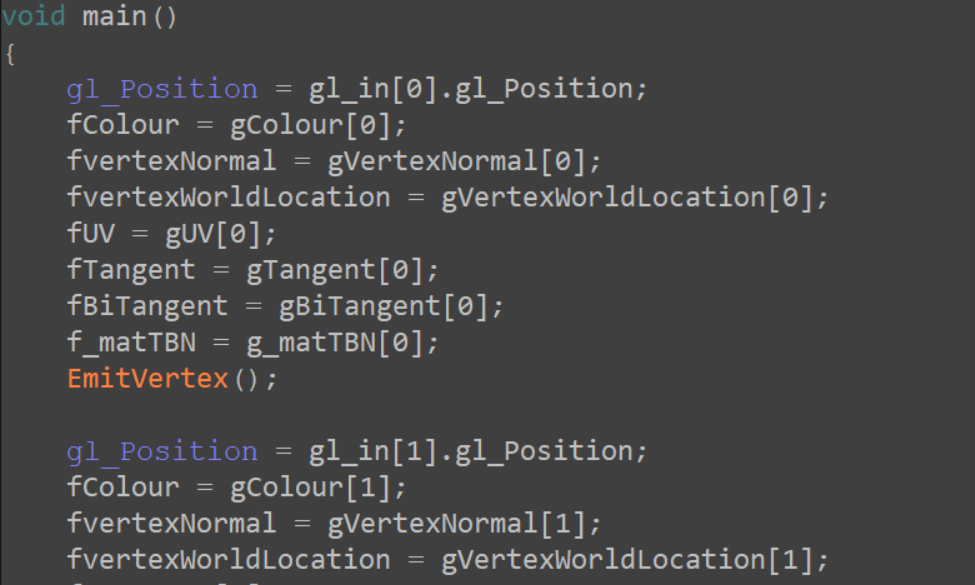 void main()
{
gl_Position = gl_in[0].gl_Position;
fColour = gColour[0];
fvertexNormal = gVertexNormal[0];
fvertexWorldLocation = gVertexWorldLocation[0];
fUV = gUV[0];
fTangent = gTangent[0];
fBiTangent = gBiTangent[0];
f_matTBN = g_matTBN[0];
EmitVertex();

gl_Position = gl_in[1].gl_Position;
fColour = gColour[1];
fvertexNormal = gVertexNormal[1];
fvertexWorldLocation = gVertexWorldLocation[1];